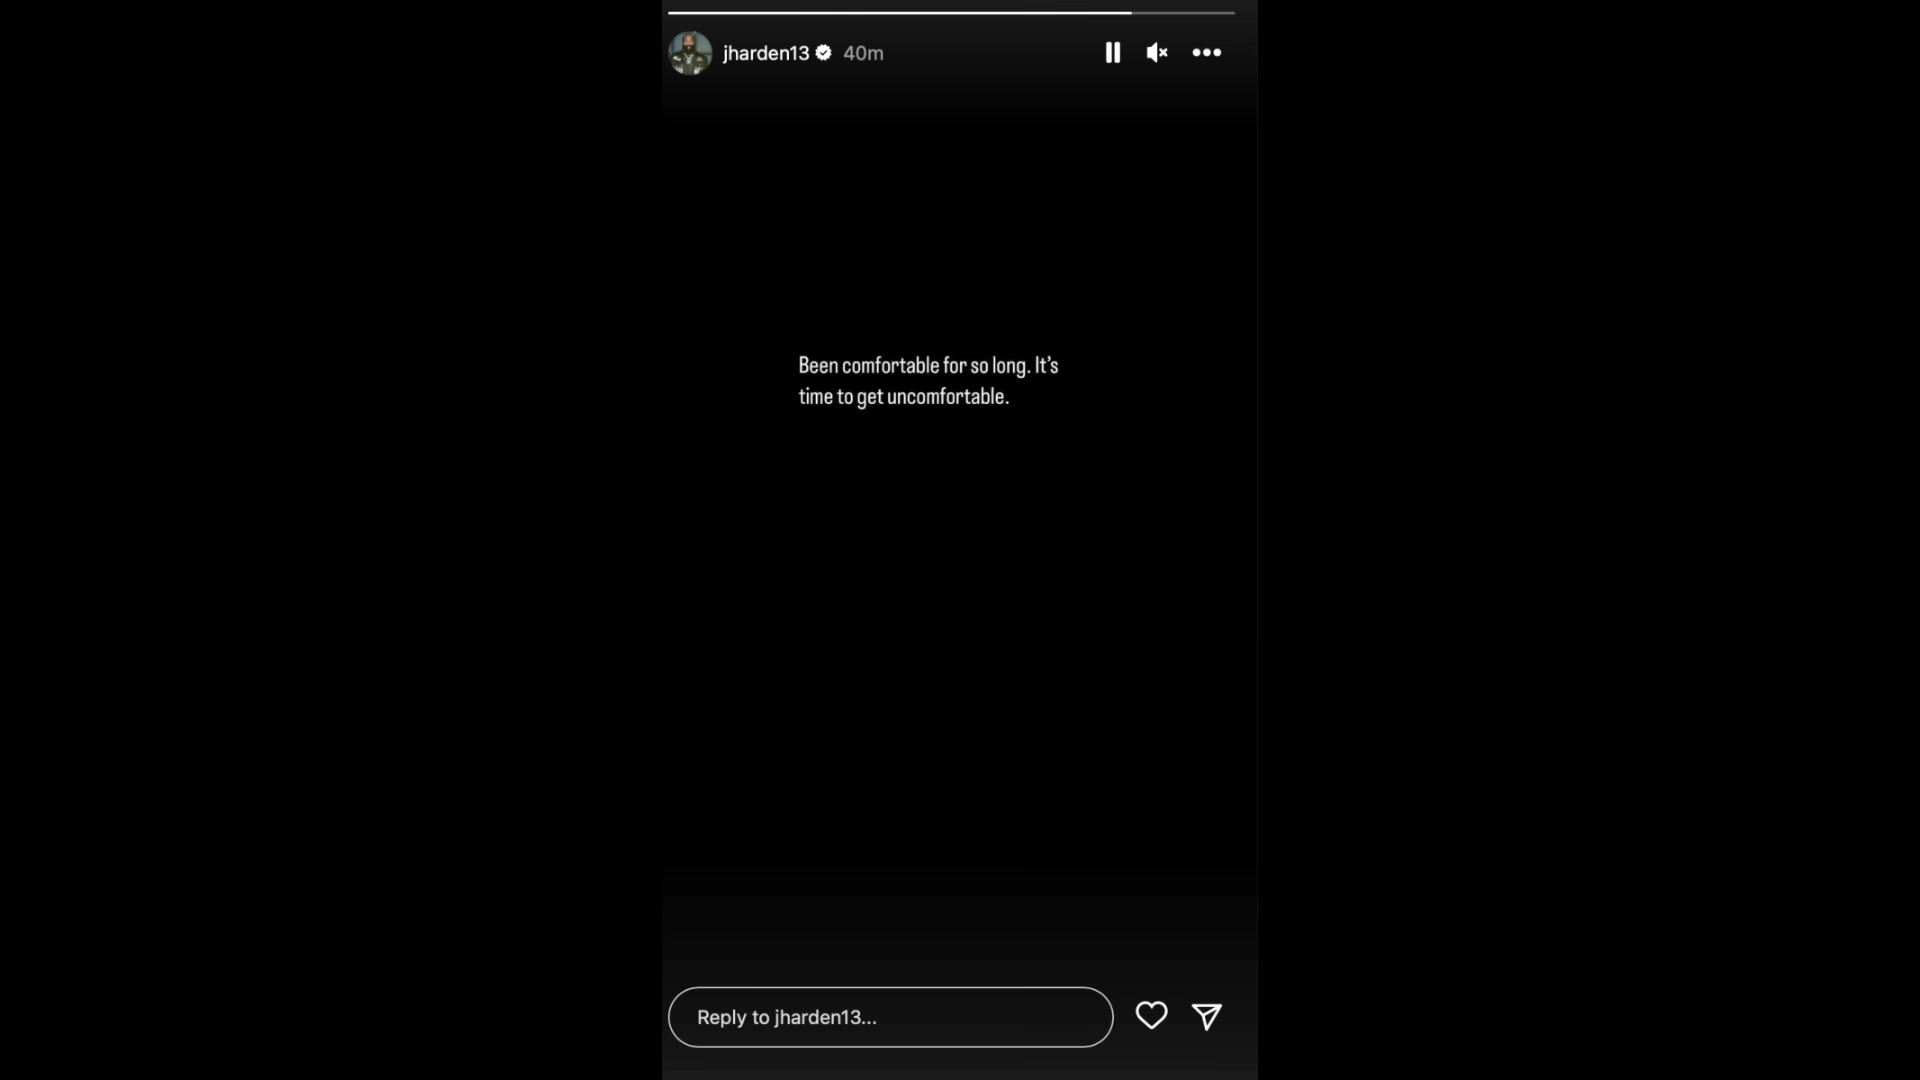 jharden13 40m
Been comfortable for so long. It's
time to get uncomfortable.
Reply to jharden13...